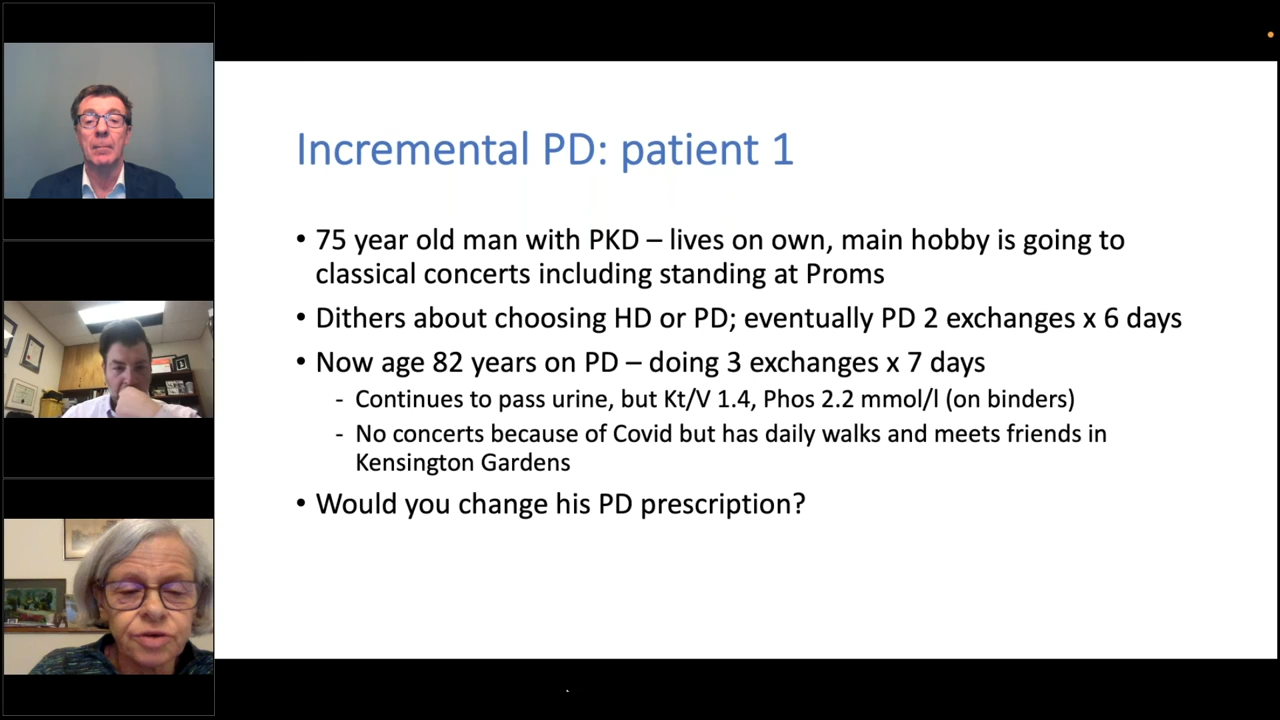 Incremental PD: patient 1
• 75 year old man with PKD – lives on own, main hobby is going to
classical concerts including standing at Proms
• Dithers about choosing HD or PD; eventually PD 2 exchanges x 6 days
• Now age 82 years on PD – doing 3 exchanges x 7 days
- Continues to pass urine, but Kt/V 1.4, Phos 2.2 mmol/l (on binders)
- No concerts because of Covid but has daily walks and meets friends in
Kensington Gardens
• Would you change his PD prescription?